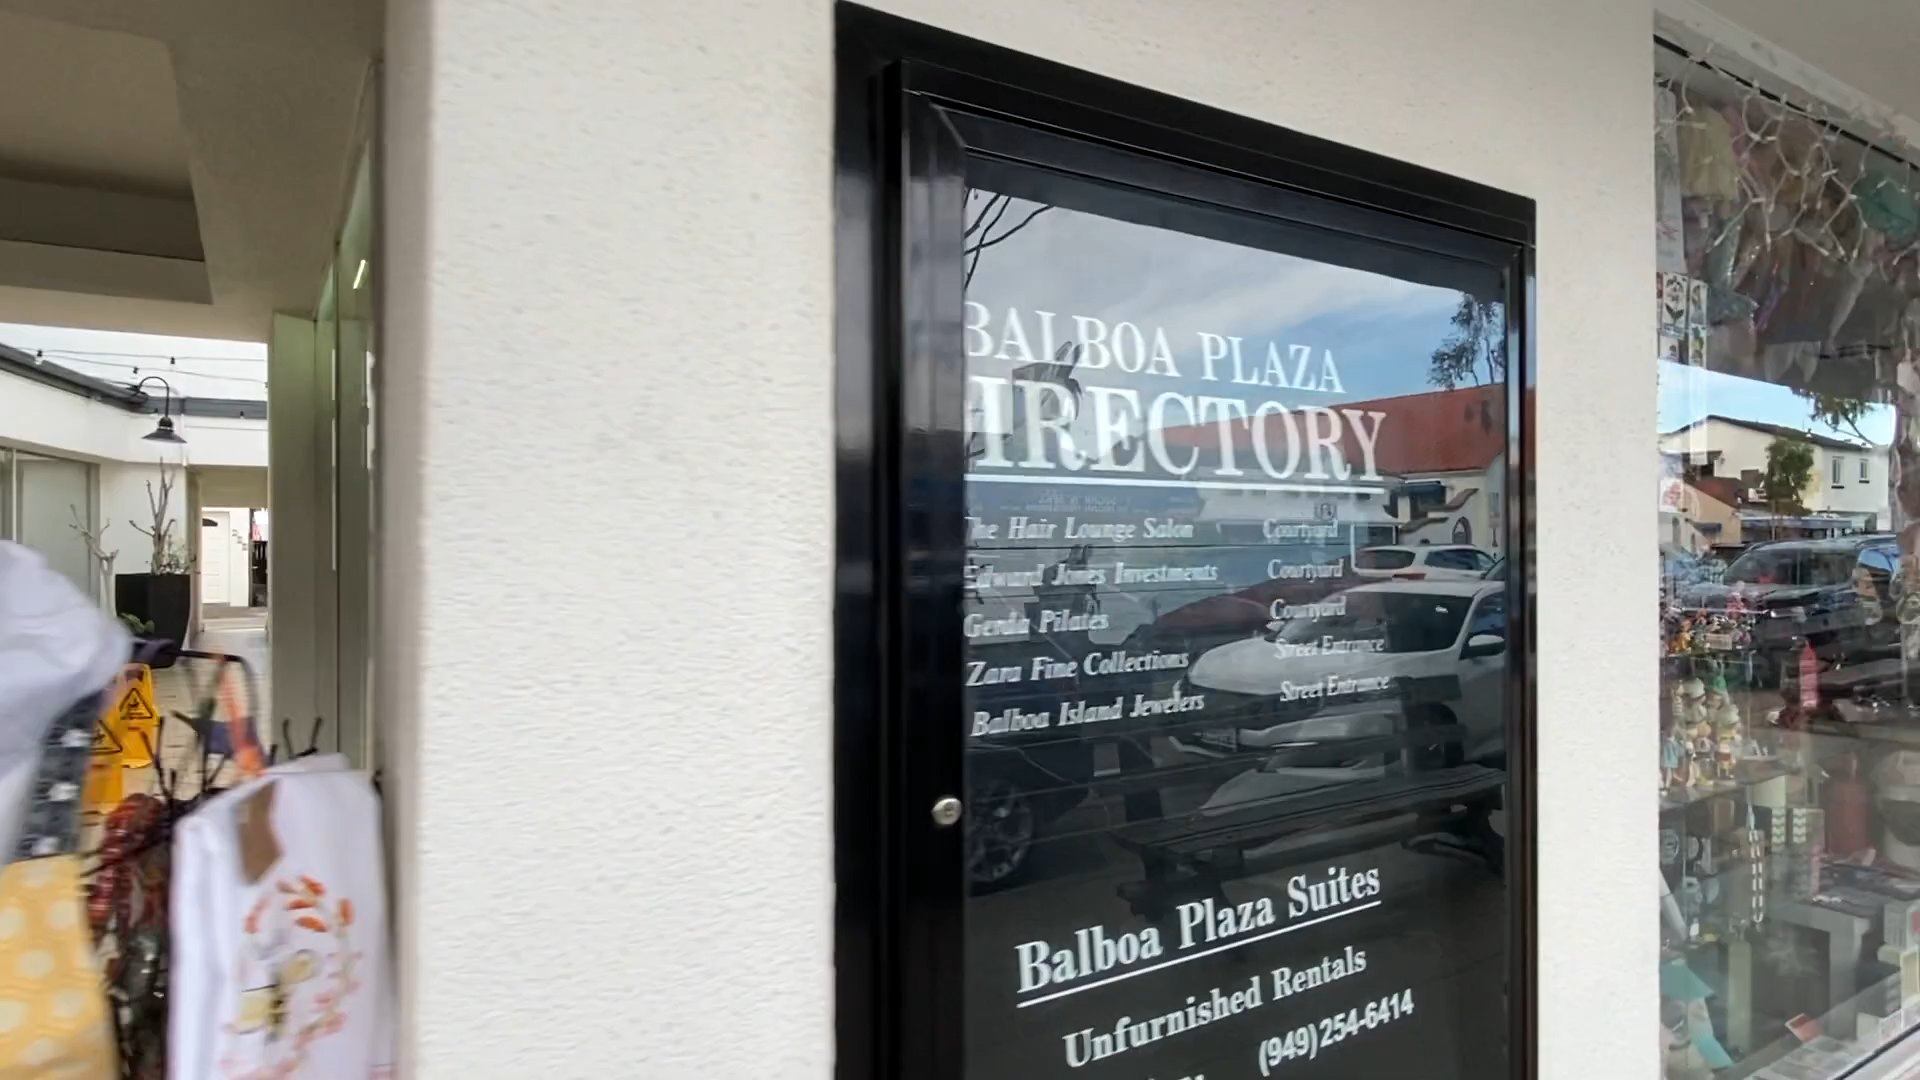 BALBOA PLAZA
IRECTORY
The Hair Lounge Salon Courtyard
Edward Jones Investments Courtyard
Gerda Pilates Courtyard
Zara Fine Collections Street Entrance
Balboa Island Jewelers Street Entrance
Balboa Plaza Suites
Unfurnished Rentals
(949) 254-6414